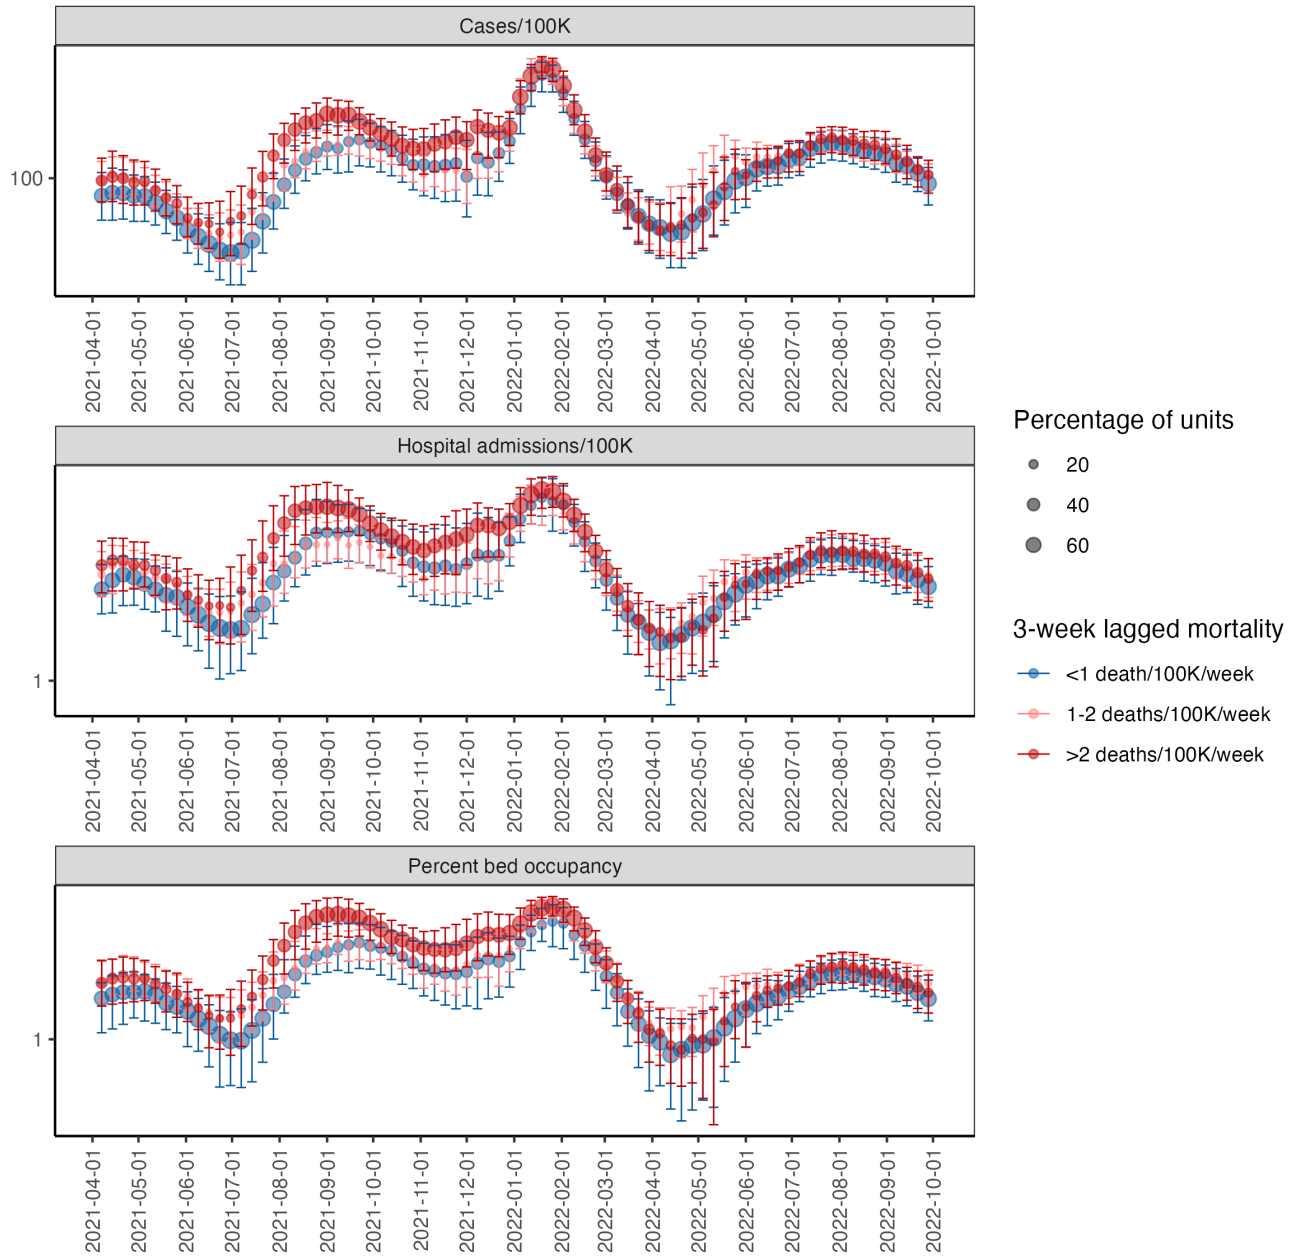 Cases/100K
100
2021-04-01 2021-05-01 2021-06-01 2021-07-01 2021-08-01 2021-09-01 2021-10-01 2021-11-01 2021-12-01 2022-01-01 2022-02-01 2022-03-01 2022-04-01 2022-05-01 2022-06-01 2022-07-01 2022-08-01 2022-09-01 2022-10-01
Hospital admissions/100K
1
2021-04-01 2021-05-01 2021-06-01 2021-07-01 2021-08-01 2021-09-01 2021-10-01 2021-11-01 2021-12-01 2022-01-01 2022-02-01 2022-03-01 2022-04-01 2022-05-01 2022-06-01 2022-07-01 2022-08-01 2022-09-01 2022-10-01
Percent bed occupancy
1
2021-04-01 2021-05-01 2021-06-01 2021-07-01 2021-08-01 2021-09-01 2021-10-01 2021-11-01 2021-12-01 2022-01-01 2022-02-01 2022-03-01 2022-04-01 2022-05-01 2022-06-01 2022-07-01 2022-08-01 2022-09-01 2022-10-01
Percentage of units
20
40
60
3-week lagged mortality
<1 death/100K/week
1-2 deaths/100K/week
>2 deaths/100K/week